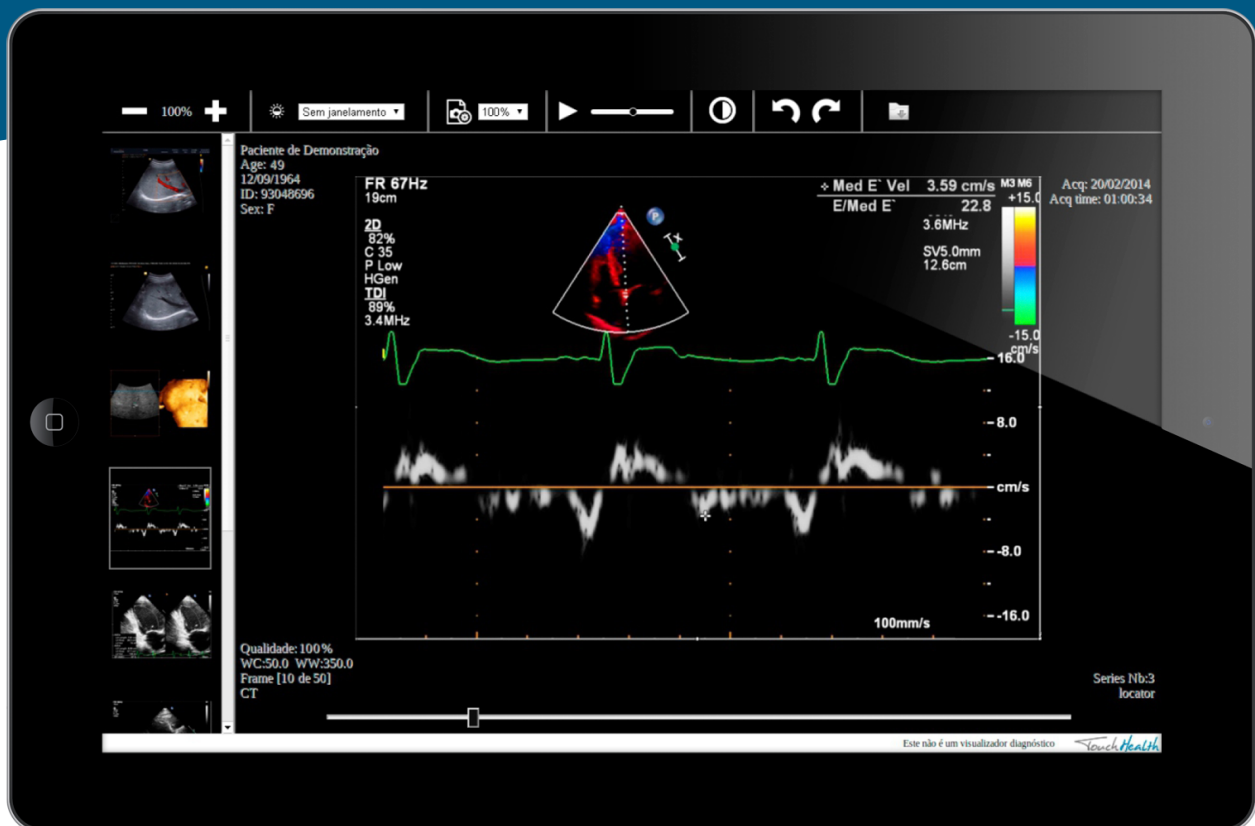 100%
Sem janelamento
100%
Paciente de Demonstração
Age: 49
12/09/1964
ID: 93048696
Sex: F
Acq: 20/02/2014
Acq time: 01:00:34
FR 67Hz
19cm
2D
82%
C 35
P Low
HGen
TDI
89%
3.4MHz
P
X
Med E` Vel 3.59 cm/s
E/Med E` 22.8
3.6MHz
SV5.0mm
12.6cm
M3 M6
+15.0
-15.0
cm/s
16.0
8.0
cm/s
-8.0
-16.0
100mm/s
Qualidade: 100%
WC:50.0 WW:350.0
Frame [10 de 50]
CT
Series Nb:3
locator
Este não é um visualizador diagnóstico
TouchHealth